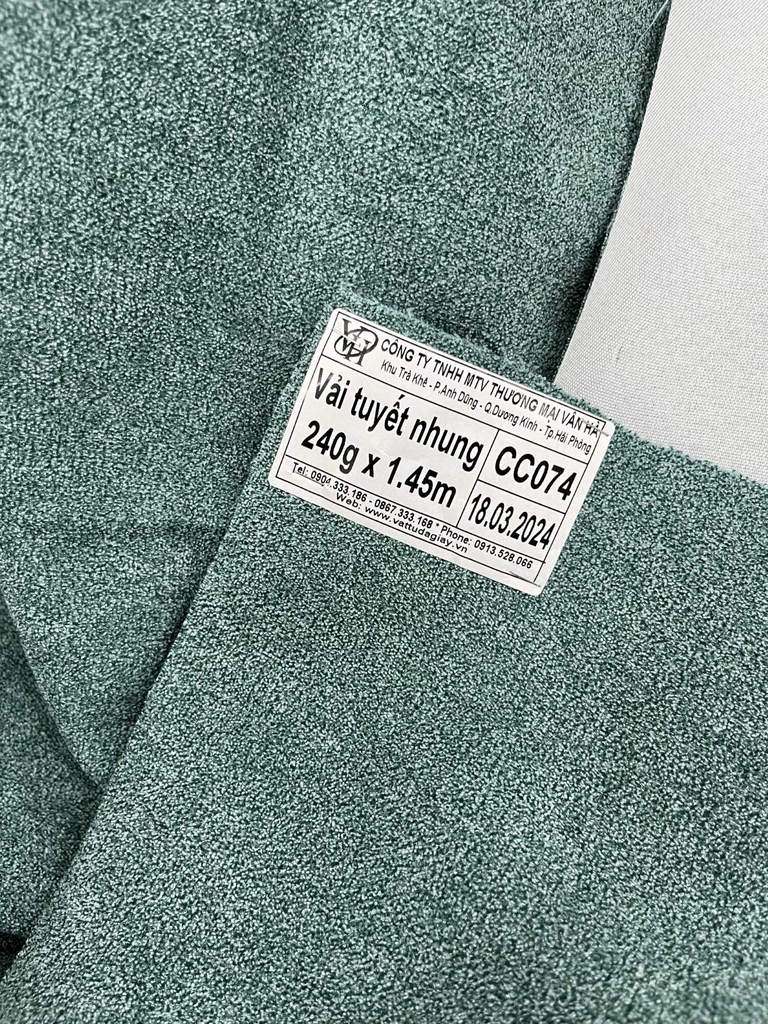 VH
CÔNG TY TNHH MTV THƯƠNG MẠI VÂN HÀ
Khu Trà Khê - P.Anh Dũng - Q.Dương Kinh - Tp.Hải Phòng
Vải tuyết nhung
240g x 1.45m
CC074
18.03.2024
Tel: 0904.333.186 - 0867.333.168 * Phone: 0913.528.066
Web: www.vattudagiay.vn